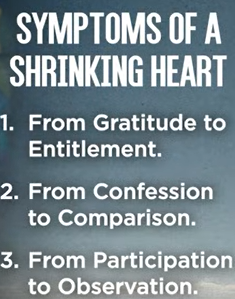 SYMPTOMS OF A
SHRINKING HEART
1. From Gratitude to
Entitlement.
2. From Confession
to Comparison.
3. From Participation
to Observation.